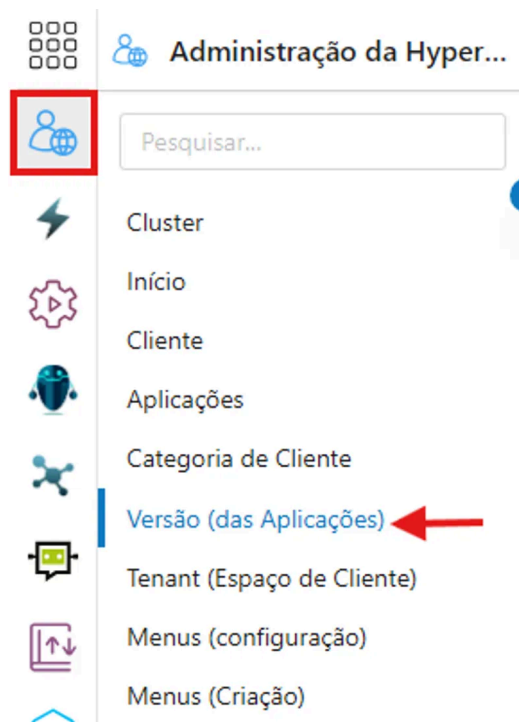 Administração da Hyper...
Pesquisar...
Cluster
Início
Cliente
Aplicações
Categoria de Cliente
Versão (das Aplicações)
Tenant (Espaço de Cliente)
Menus (configuração)
Menus (Criação)